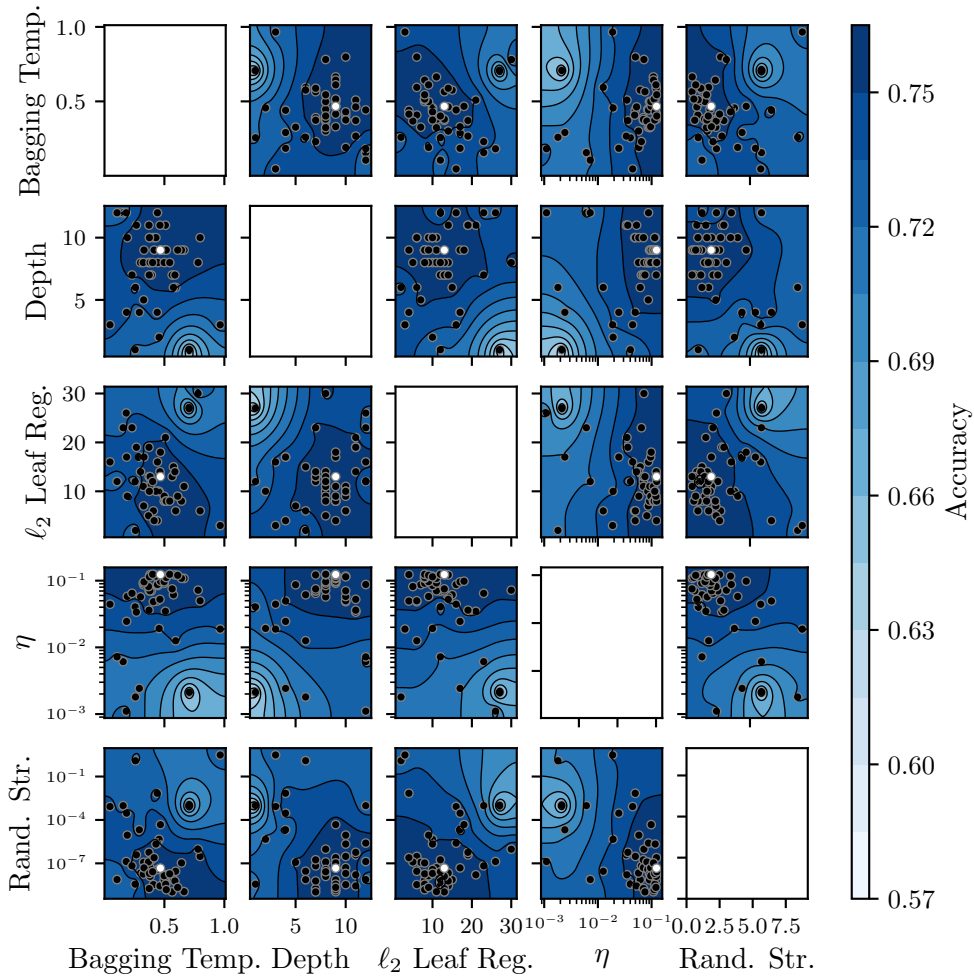 Bagging Temp.
1.0
0.5
Depth
10
5
ℓ₂ Leaf Reg.
30
20
10
η
10⁻¹
10⁻²
10⁻³
Rand. Str.
10⁻¹
10⁻⁴
10⁻⁷
0.5 1.0
5 10
10 20 30
10⁻³ 10⁻² 10⁻¹
0.0 2.5 5.0 7.5
Bagging Temp. Depth ℓ₂ Leaf Reg. η Rand. Str.
0.75
0.72
0.69
0.66
0.63
0.60
0.57
Accuracy